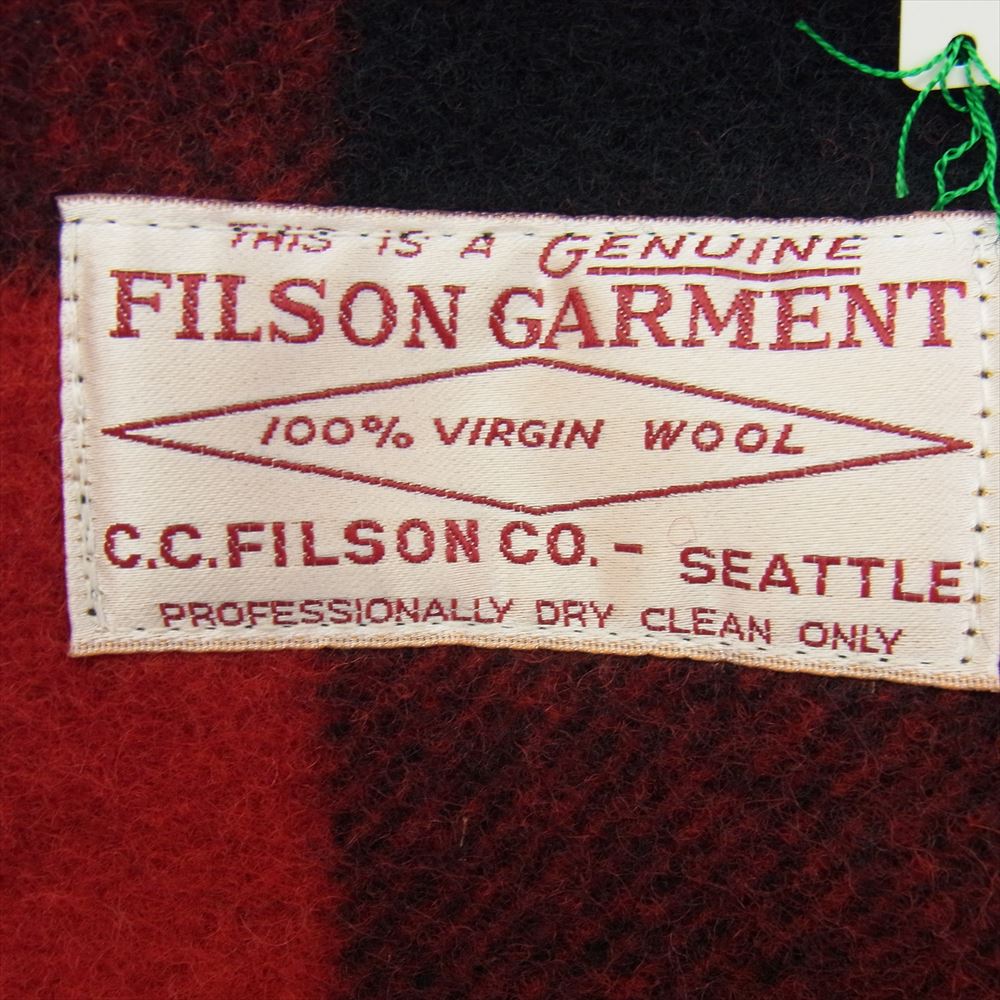 THIS IS A GENUINE
FILSON GARMENT
100% VIRGIN WOOL
C.C.FILSON CO. - SEATTLE
PROFESSIONALLY DRY CLEAN ONLY